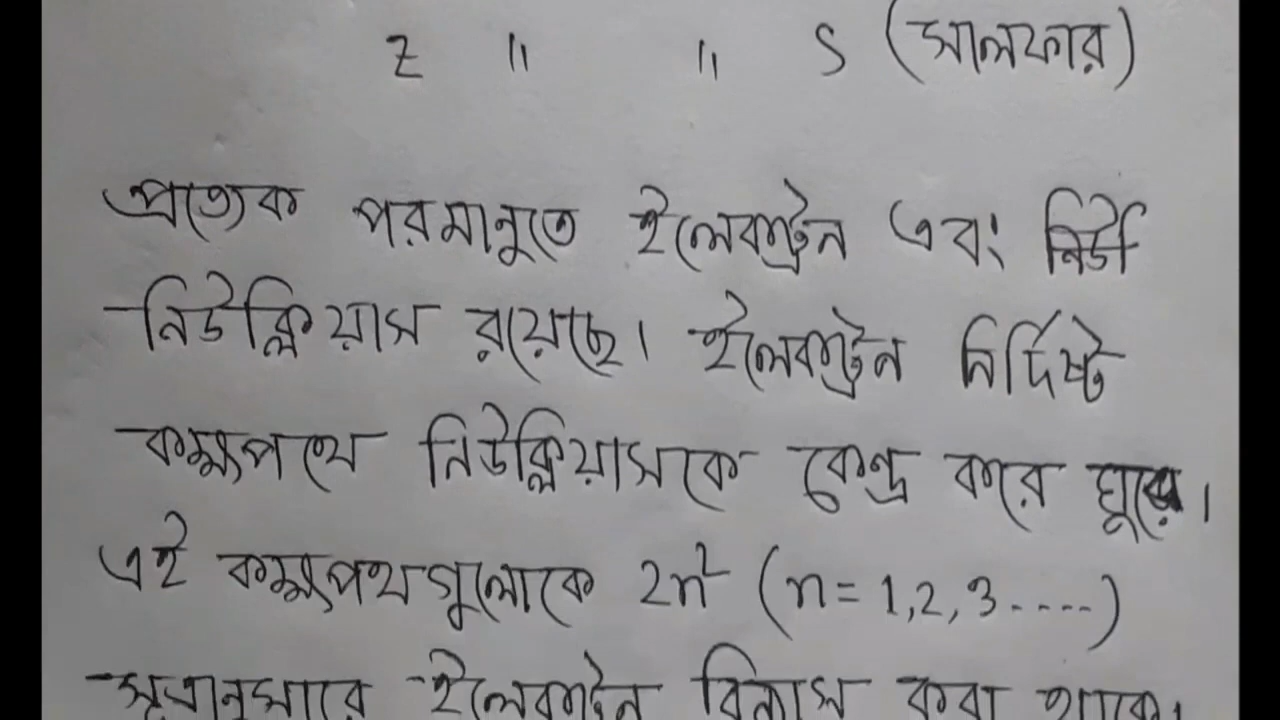 Z " " S (সালফার)
প্রত্যেক পরমানুতে ইলেকট্রন এবং নিউ
নিউক্লিয়াস রয়েছে। ইলেকট্রন নির্দিষ্ট
কক্ষপথে নিউক্লিয়াসকে কেন্দ্র করে ঘুরে।
এই কক্ষপথগুলোকে 2n² (n=1,2,3.....)
সূত্রানুসারে ইলেকট্রন বিন্যাস করা থাকে।